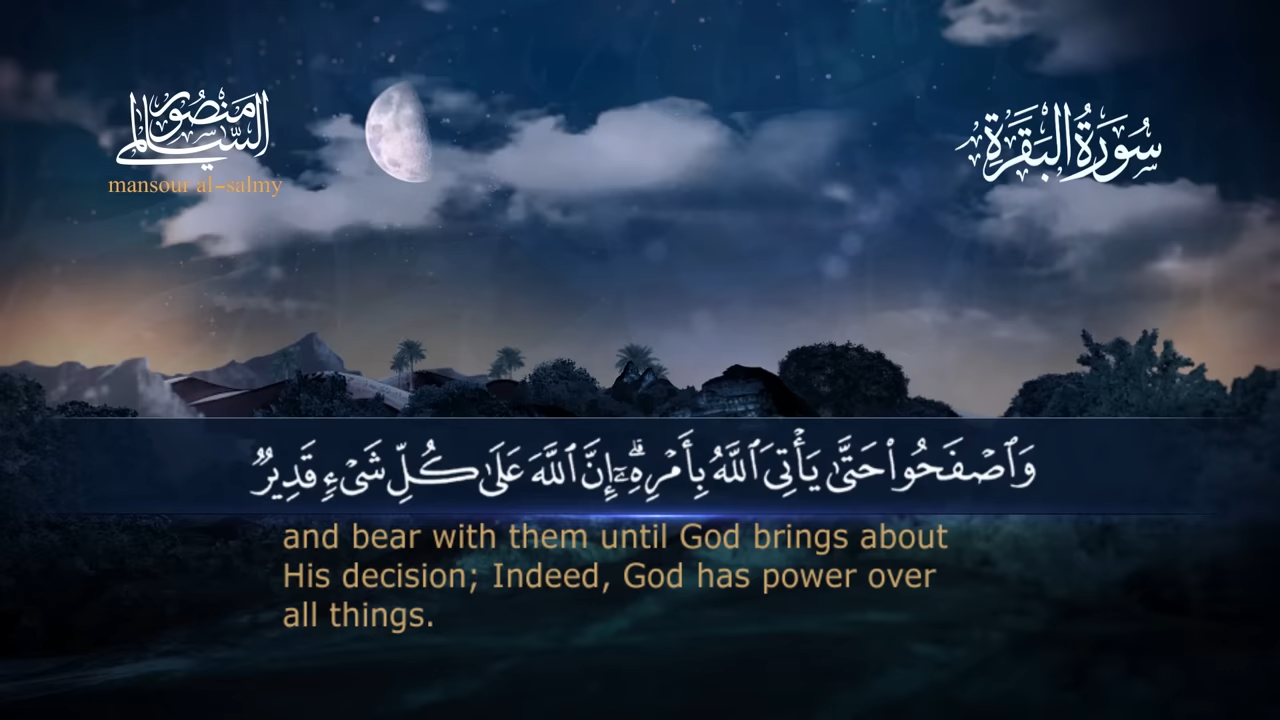 منصور السالمي
mansour al-salmy
سُورَةُ البَقَرَةِ
وَٱصۡفَحُوا۟ حَتَّىٰ يَأۡتِىَ ٱللَّهُ بِأَمۡرِهِۦٓۗ إِنَّ ٱللَّهَ عَلَىٰ كُلِّ شَىۡءٍ قَدِيرٌ
and bear with them until God brings about
His decision; Indeed, God has power over
all things.